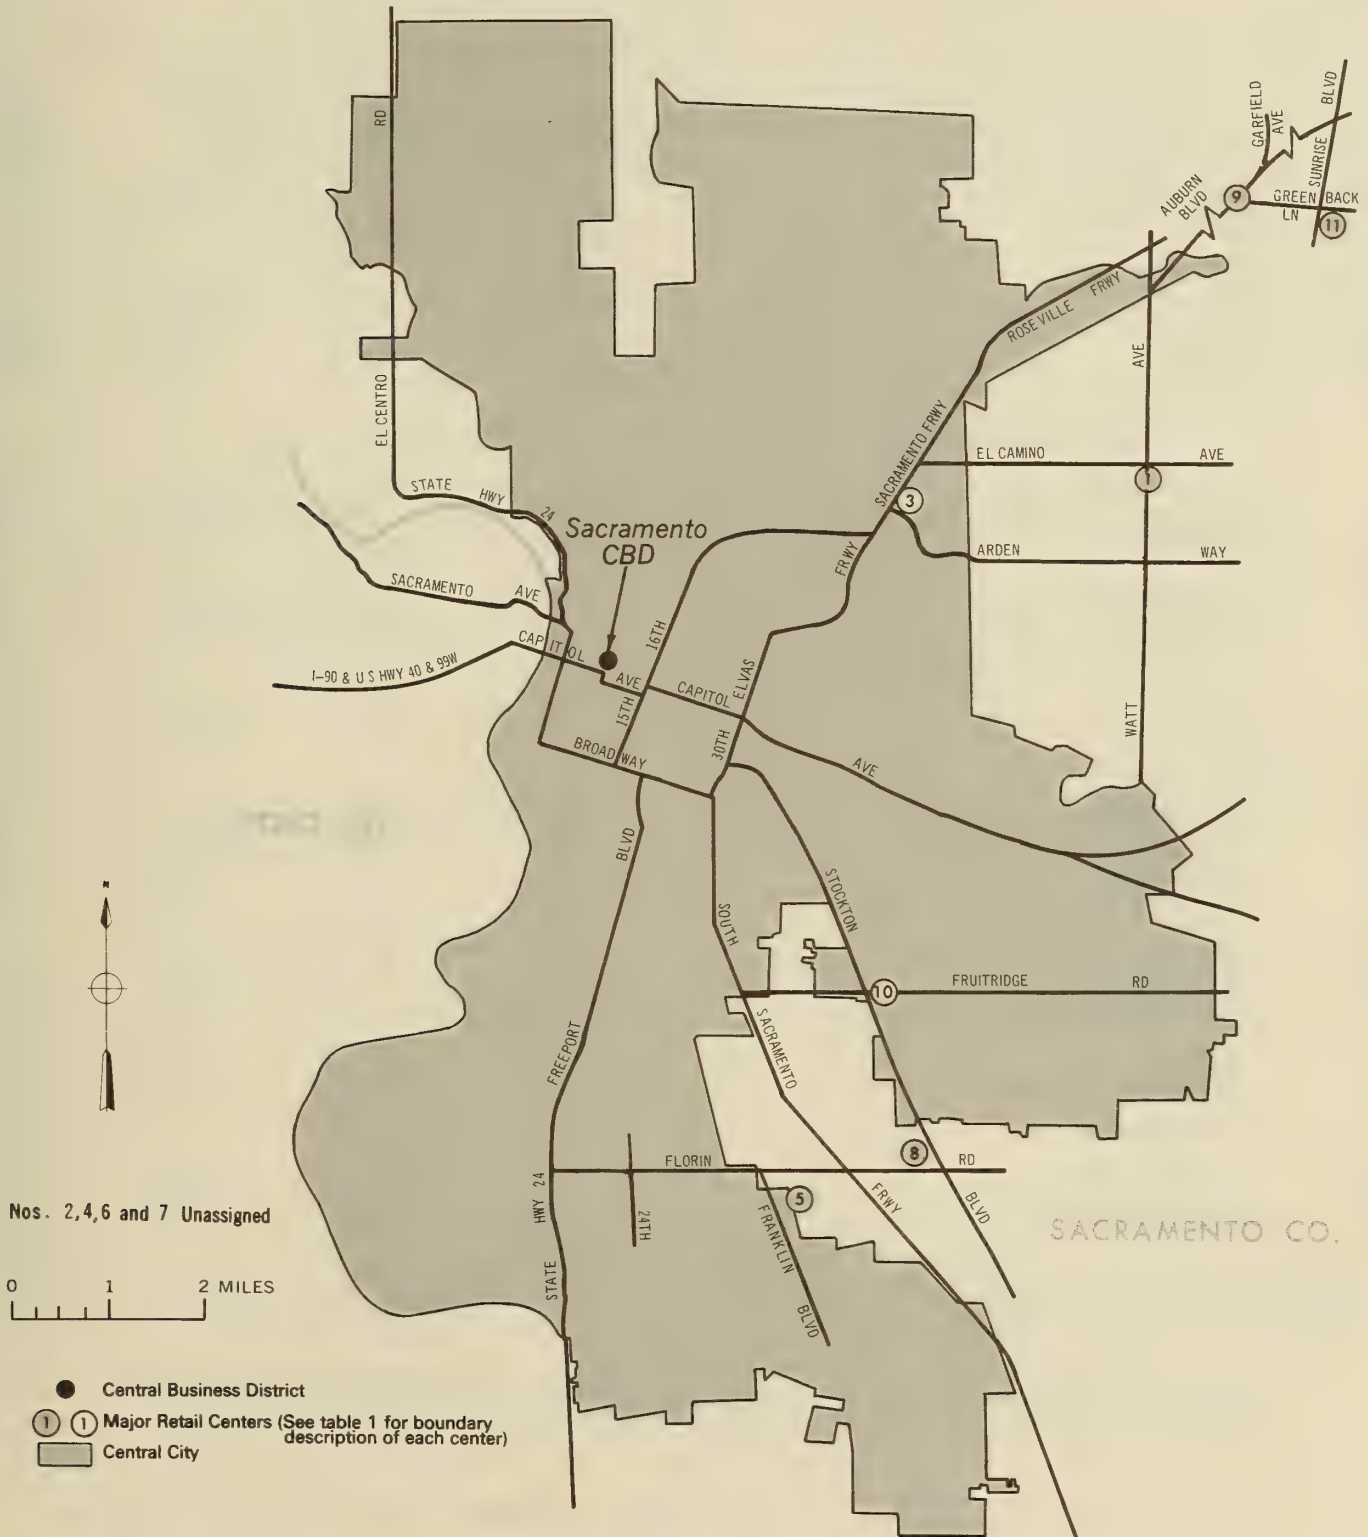 RD
GARFIELD
AVE
BLVD
SUNRISE
AUBURN
BLVD
9
GREEN BACK
LN
11
ROSEVILLE FRWY
AVE
EL CENTRO
SACRAMENTO FRWY
EL CAMINO AVE
1
STATE HWY 24
3
Sacramento
CBD
FRWY
ARDEN WAY
SACRAMENTO AVE
16TH
CAPITOL AVE
CAPITOL
ELVAS
I-90 & U S HWY 40 & 99W
15TH
30TH
WATT
BROADWAY
AVE
BLVD
STOCKTON
SOUTH
N
10
FRUITRIDGE RD
SACRAMENTO
FREEPORT
8
FLORIN RD
HWY 24
5
FRWY
BLVD
24TH
FRANKLIN
Nos. 2,4,6 and 7 Unassigned
SACRAMENTO CO.
STATE
BLVD
0 1 2 MILES
Central Business District
1 1 Major Retail Centers (See table 1 for boundary
description of each center)
Central City